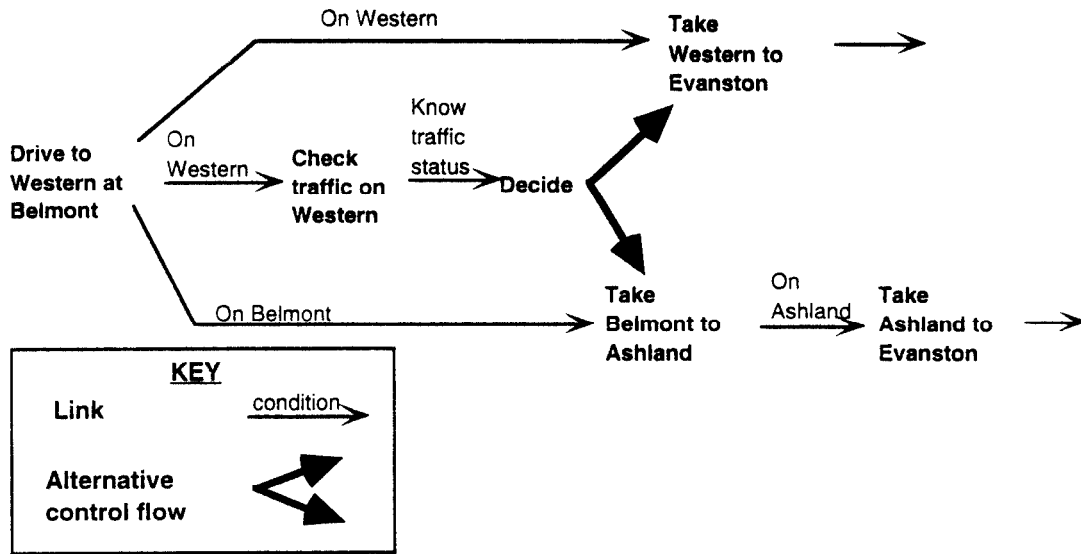 On Western
Take
Western to
Evanston
On
Western
Know
traffic
status
Drive to
Western at
Belmont
Check
traffic on
Western
Decide
On Belmont
Take
Belmont to
Ashland
On
Ashland
Take
Ashland to
Evanston
KEY
Link
condition
Alternative
control flow